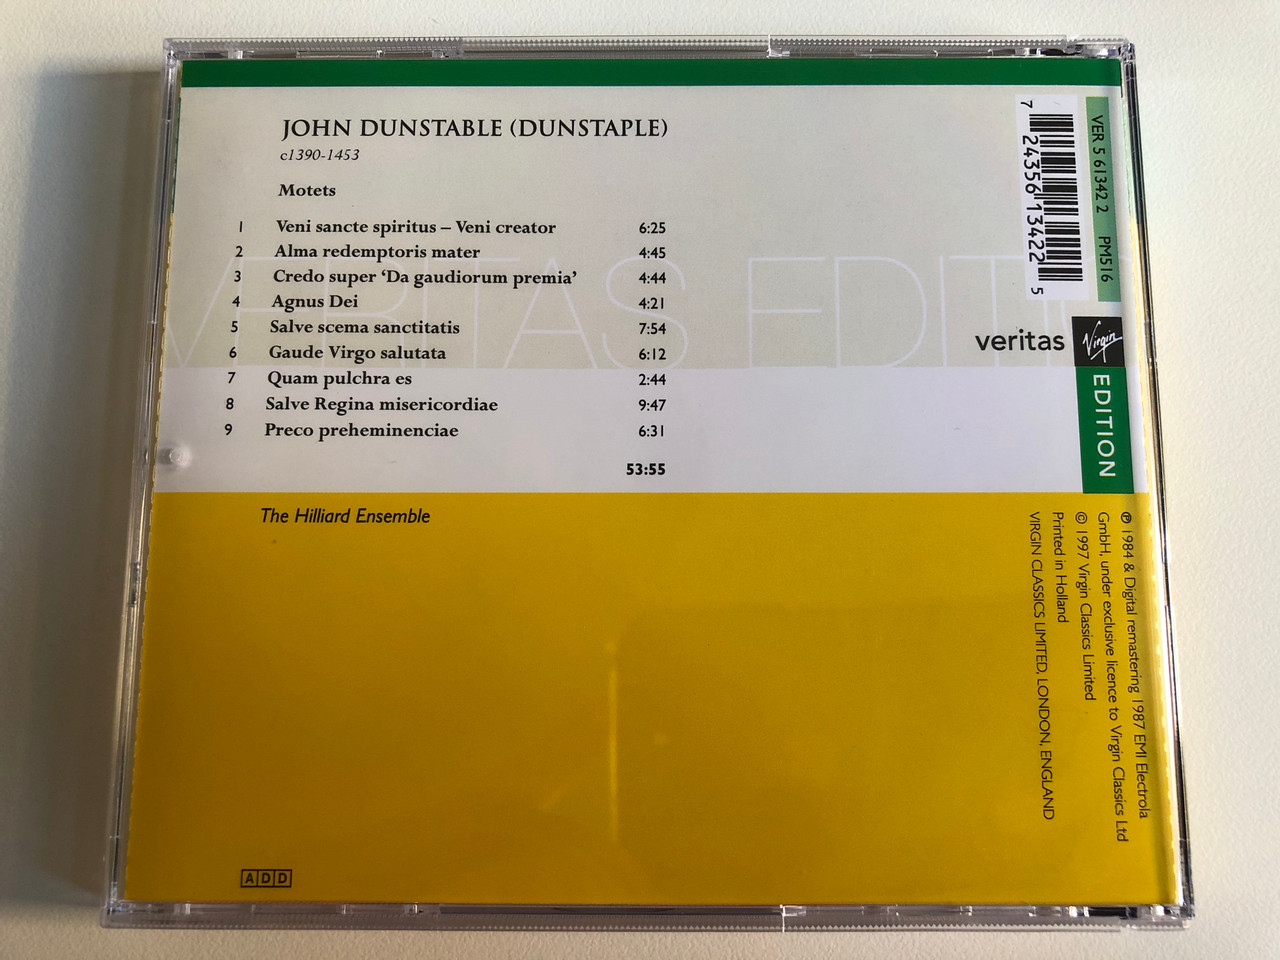 JOHN DUNSTABLE (DUNSTAPLE)
c1390-1453
Motets
1 Veni sancte spiritus – Veni creator 6:25
2 Alma redemptoris mater 4:45
3 Credo super ‘Da gaudiorum premia’ 4:44
4 Agnus Dei 4:21
5 Salve scema sanctitatis 7:54
6 Gaude Virgo salutata 6:12
7 Quam pulchra es 2:44
8 Salve Regina misericordiae 9:47
9 Preco preheminenciae 6:31
53:55
VERITAS EDITIO
The Hilliard Ensemble
ADD
VER 5 61342 2 PM516
7 24356 13422 5
veritas
Virgin
EDITION
℗ 1984 & Digital remastering 1987 EMI Electrola
GmbH, under exclusive licence to Virgin Classics Ltd
© 1997 Virgin Classics Limited
Printed in Holland
VIRGIN CLASSICS LIMITED, LONDON, ENGLAND